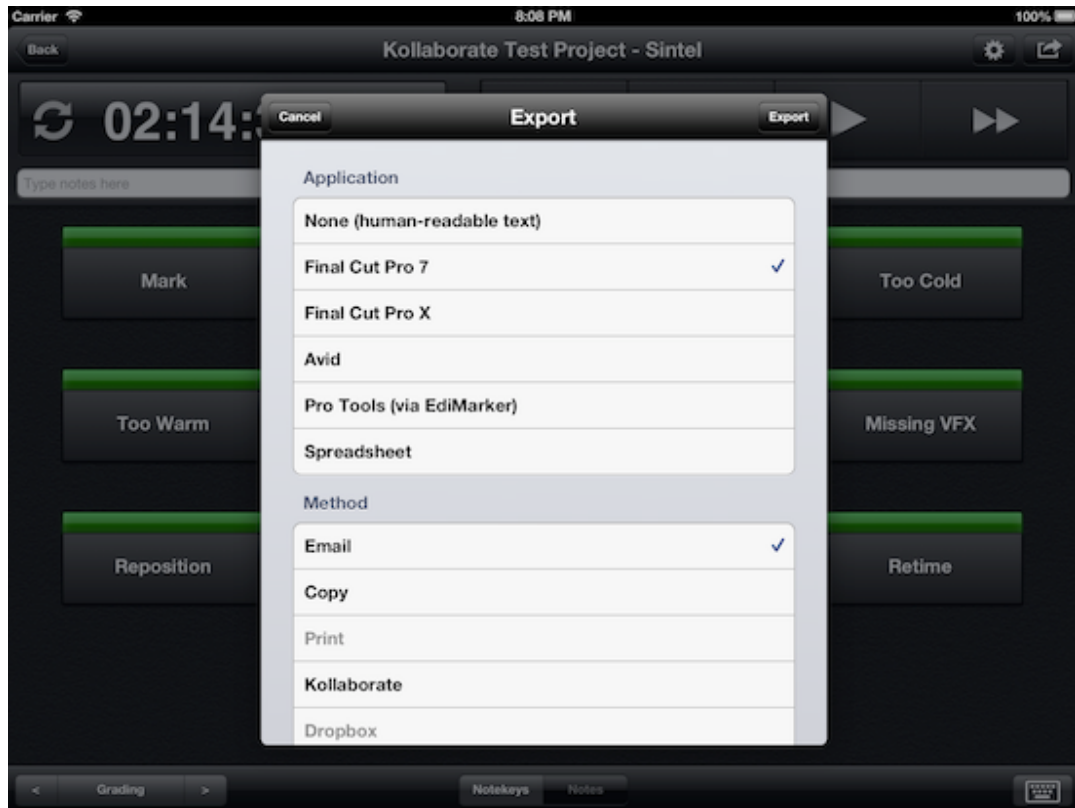 Carrier 8:08 PM 100%
Back Kollaborate Test Project - Sintel
02:14:
Cancel Export Export
Type notes here
Application
None (human-readable text)
Final Cut Pro 7
Final Cut Pro X
Avid
Pro Tools (via EdiMarker)
Spreadsheet
Method
Email
Copy
Print
Kollaborate
Dropbox
Mark Too Cold
Too Warm Missing VFX
Reposition Retime
< Grading > Notekeys Notes